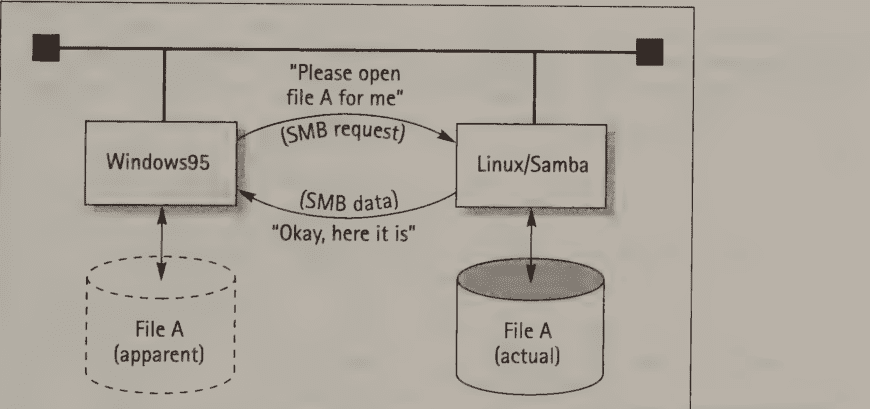 "Please open
file A for me"
(SMB request)
Windows95
Linux/Samba
(SMB data)
"Okay, here it is"
File A
(apparent)
File A
(actual)